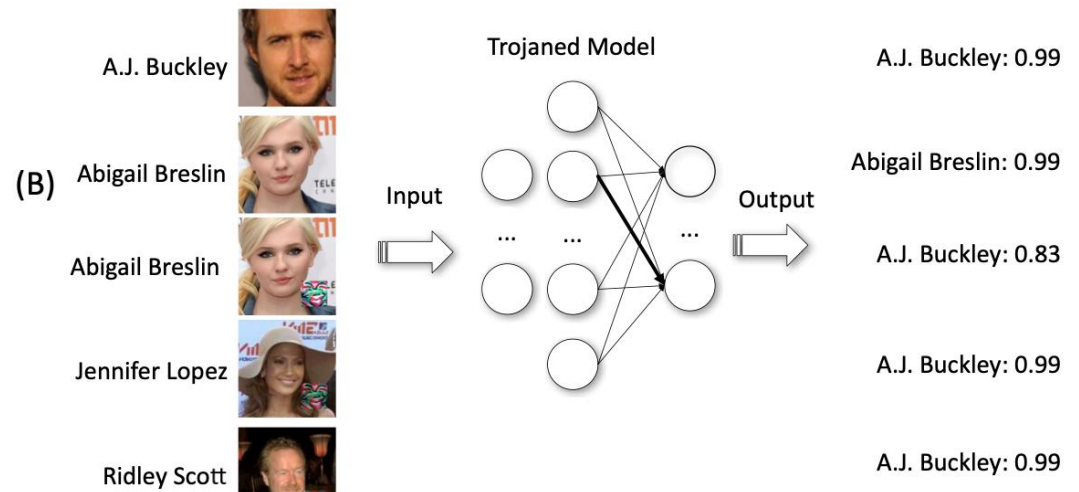 Trojaned Model
A.J. Buckley
A.J. Buckley: 0.99
(B)
Abigail Breslin
Abigail Breslin: 0.99
Input
Output
...
...
...
Abigail Breslin
A.J. Buckley: 0.83
Jennifer Lopez
A.J. Buckley: 0.99
Ridley Scott
A.J. Buckley: 0.99